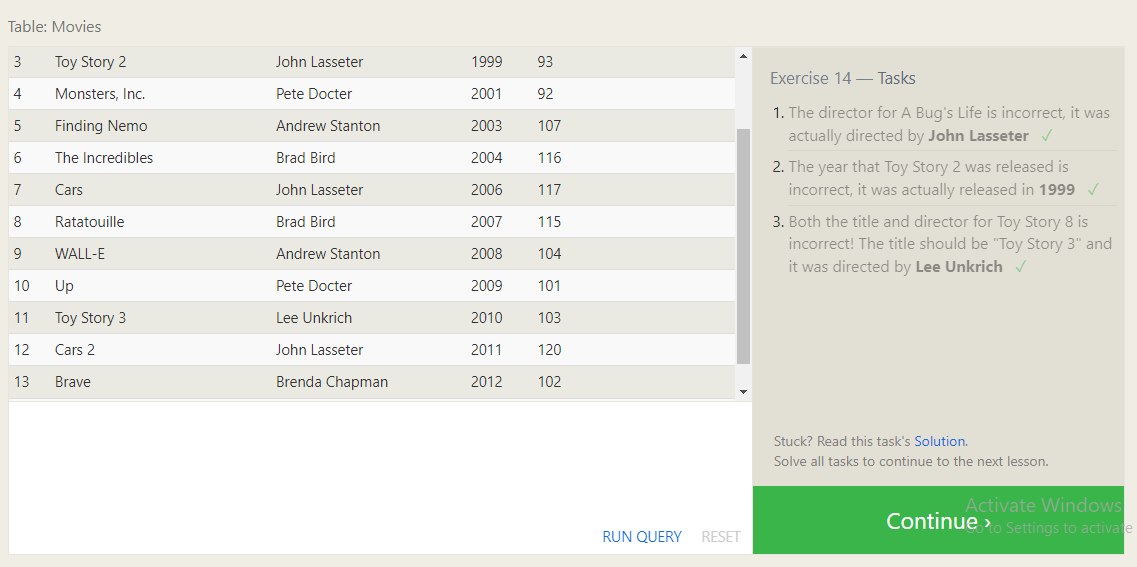 Table: Movies
3 Toy Story 2 John Lasseter 1999 93
4 Monsters, Inc. Pete Docter 2001 92
5 Finding Nemo Andrew Stanton 2003 107
6 The Incredibles Brad Bird 2004 116
7 Cars John Lasseter 2006 117
8 Ratatouille Brad Bird 2007 115
9 WALL-E Andrew Stanton 2008 104
10 Up Pete Docter 2009 101
11 Toy Story 3 Lee Unkrich 2010 103
12 Cars 2 John Lasseter 2011 120
13 Brave Brenda Chapman 2012 102
RUN QUERY RESET
Exercise 14 — Tasks
1. The director for A Bug's Life is incorrect, it was
actually directed by John Lasseter ✓
2. The year that Toy Story 2 was released is
incorrect, it was actually released in 1999 ✓
3. Both the title and director for Toy Story 8 is
incorrect! The title should be "Toy Story 3" and
it was directed by Lee Unkrich ✓
Stuck? Read this task's Solution.
Solve all tasks to continue to the next lesson.
Continue ›
Activate Windows
Go to Settings to activate